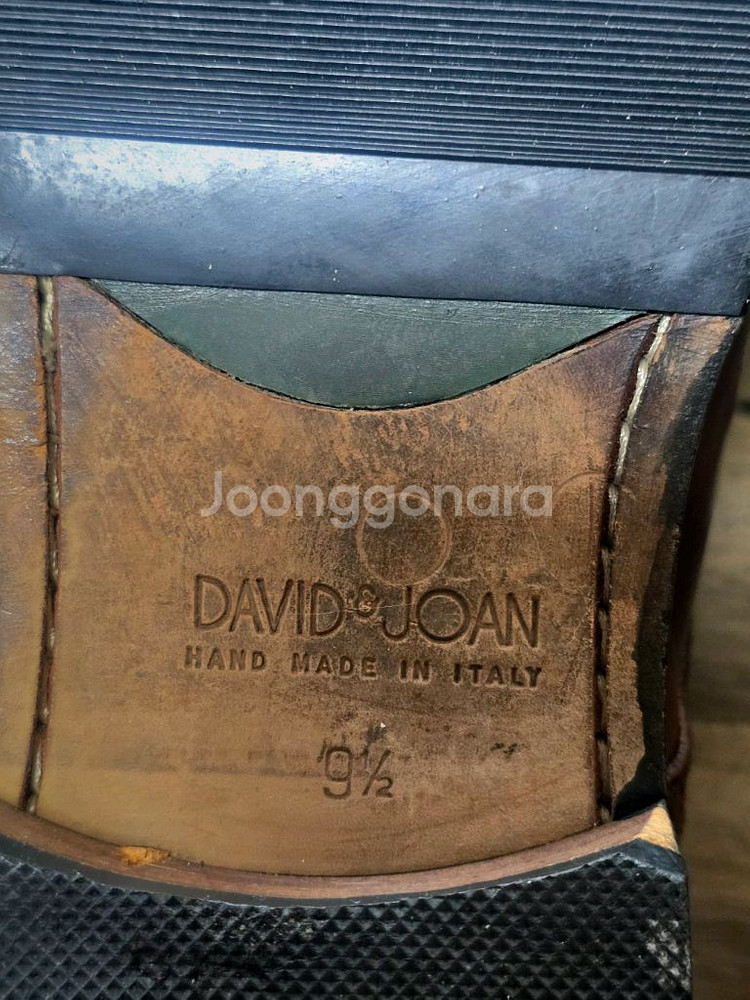 Joonggonara
DAVID & JOAN
HAND MADE IN ITALY
9½